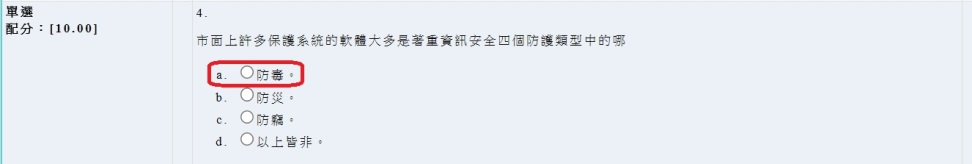 單選
配分：[10.00]
4.
市面上許多保護系統的軟體大多是著重資訊安全四個防護類型中的哪
a. 防毒。
b. 防災。
c. 防竊。
d. 以上皆非。